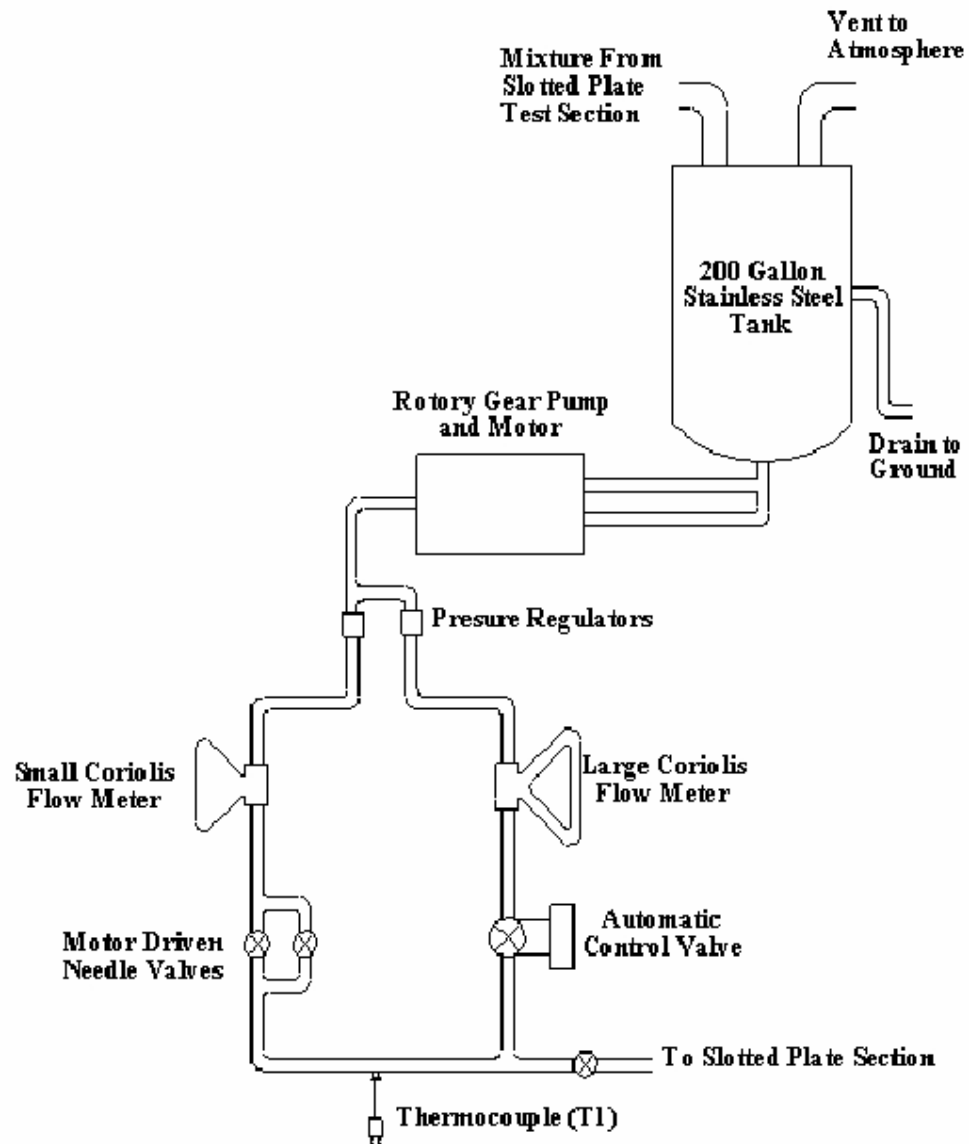 Vent to
Atmosphere
Mixture From
Slotted Plate
Test Section
200 Gallon
Stainless Steel
Tank
Rotory Gear Pump
and Motor
Drain to
Ground
Presure Regulators
Small Coriolis
Flow Meter
Large Coriolis
Flow Meter
Motor Driven
Needle Valves
Automatic
Control Valve
To Slotted Plate Section
Thermocouple (T1)